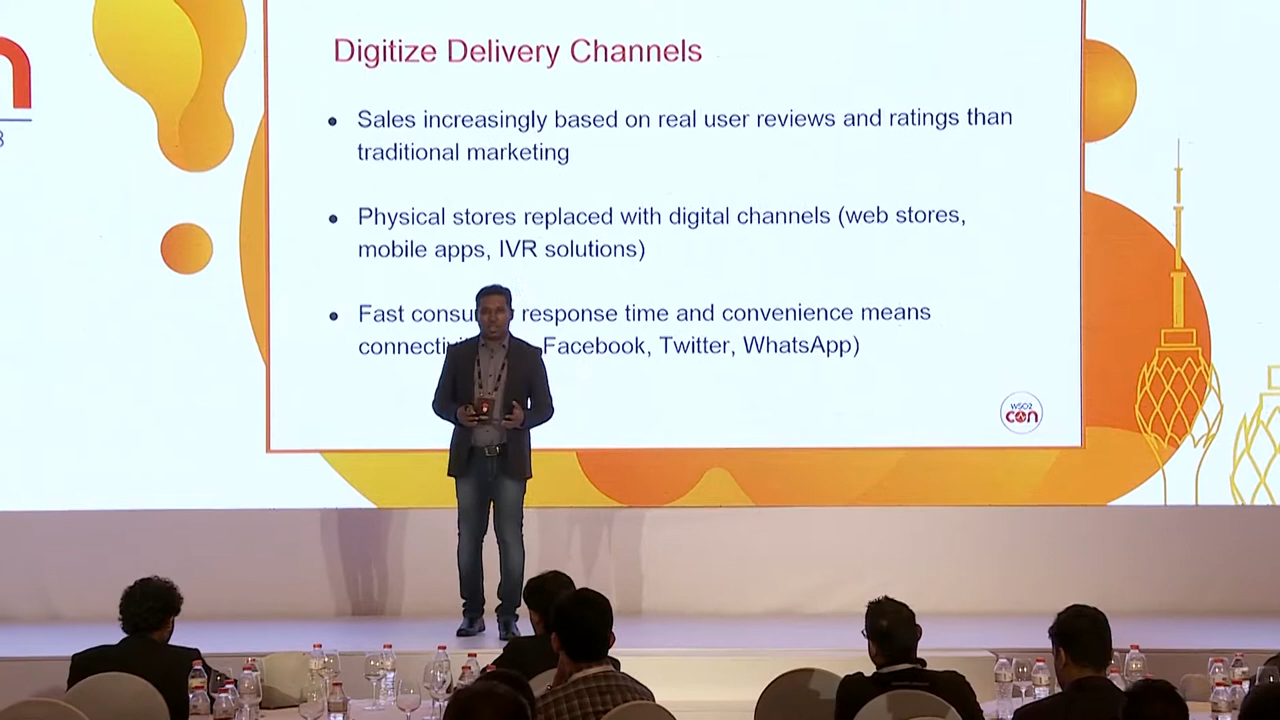 Digitize Delivery Channels
Sales increasingly based on real user reviews and ratings than
traditional marketing
Physical stores replaced with digital channels (web stores,
mobile apps, IVR solutions)
Fast response time and convenience means
Facebook, Twitter, WhatsApp)
WSO2
con